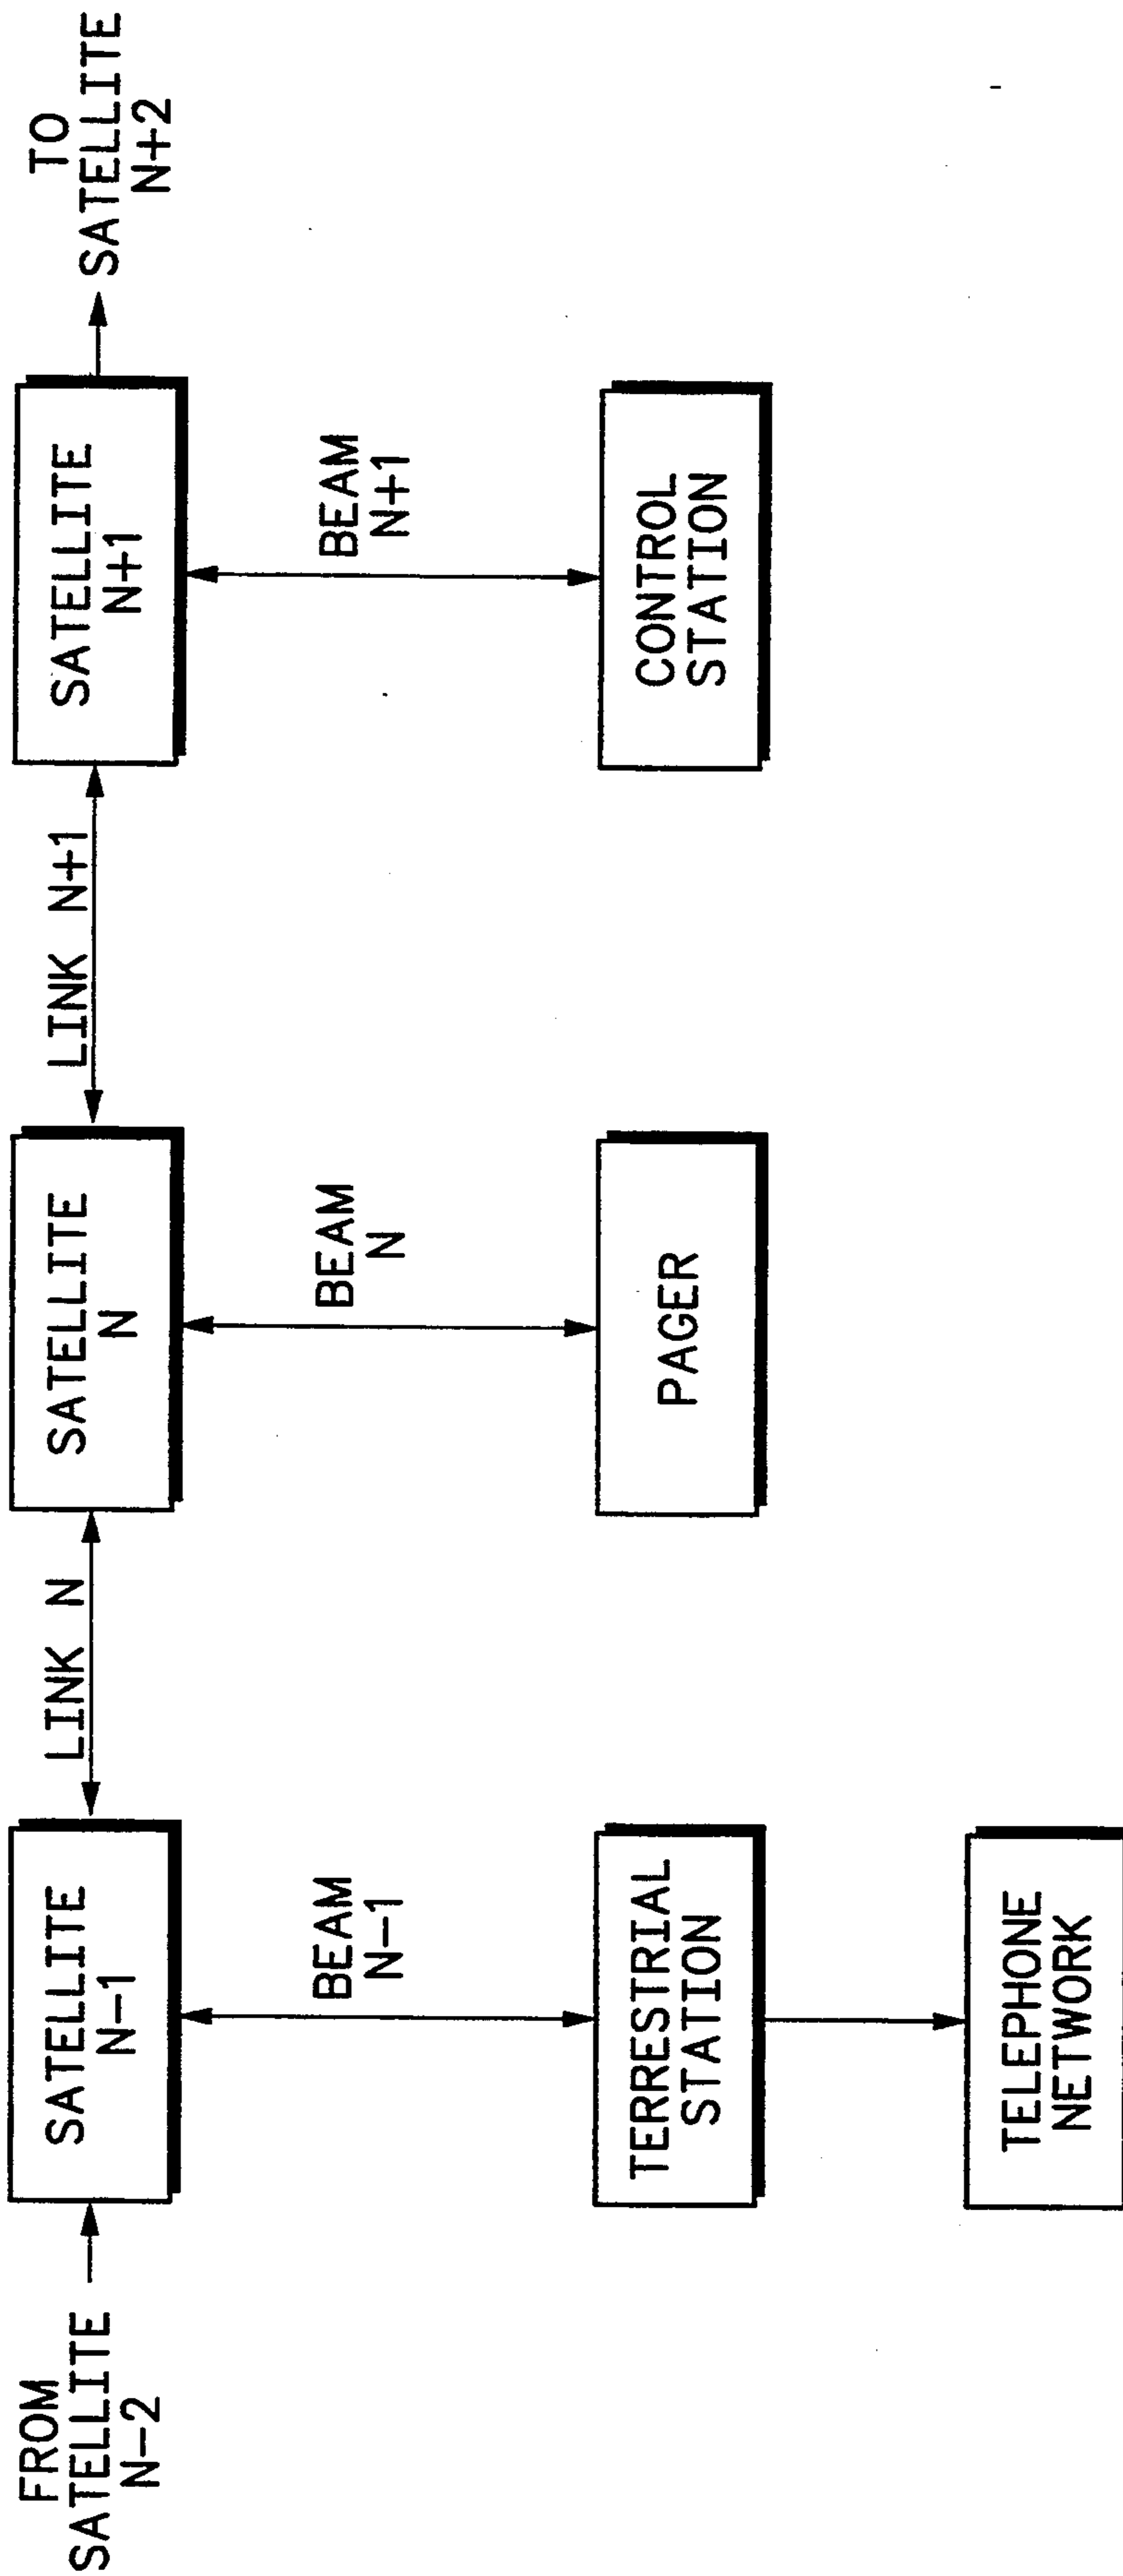 FROM
SATELLITE
N-2
SATELLITE
N-1
LINK N
SATELLITE
N
LINK N+1
SATELLITE
N+1
TO
SATELLITE
N+2
BEAM
N-1
BEAM
N
BEAM
N+1
TERRESTRIAL
STATION
PAGER
CONTROL
STATION
TELEPHONE
NETWORK